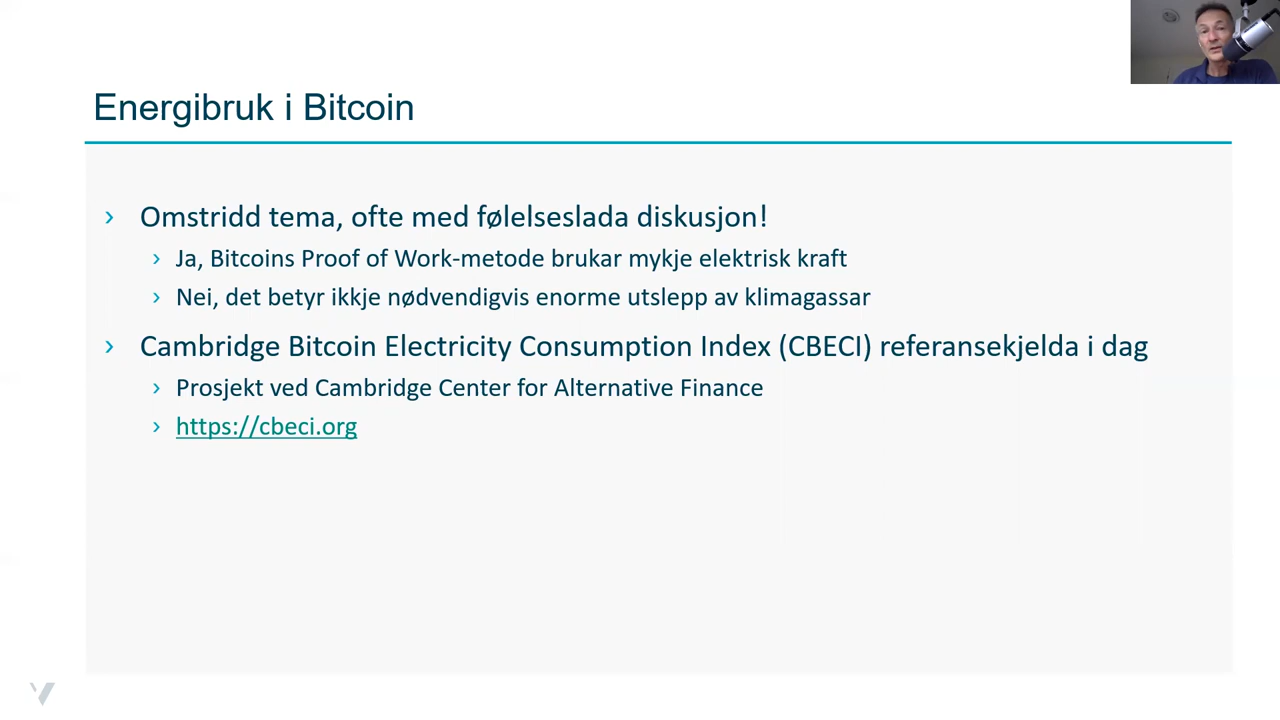 Energibruk i Bitcoin
Omstridd tema, ofte med følelseslada diskusjon!
Ja, Bitcoins Proof of Work-metode brukar mykje elektrisk kraft
Nei, det betyr ikkje nødvendigvis enorme utslepp av klimagassar
Cambridge Bitcoin Electricity Consumption Index (CBECI) referansekjelda i dag
Prosjekt ved Cambridge Center for Alternative Finance
https://cbeci.org